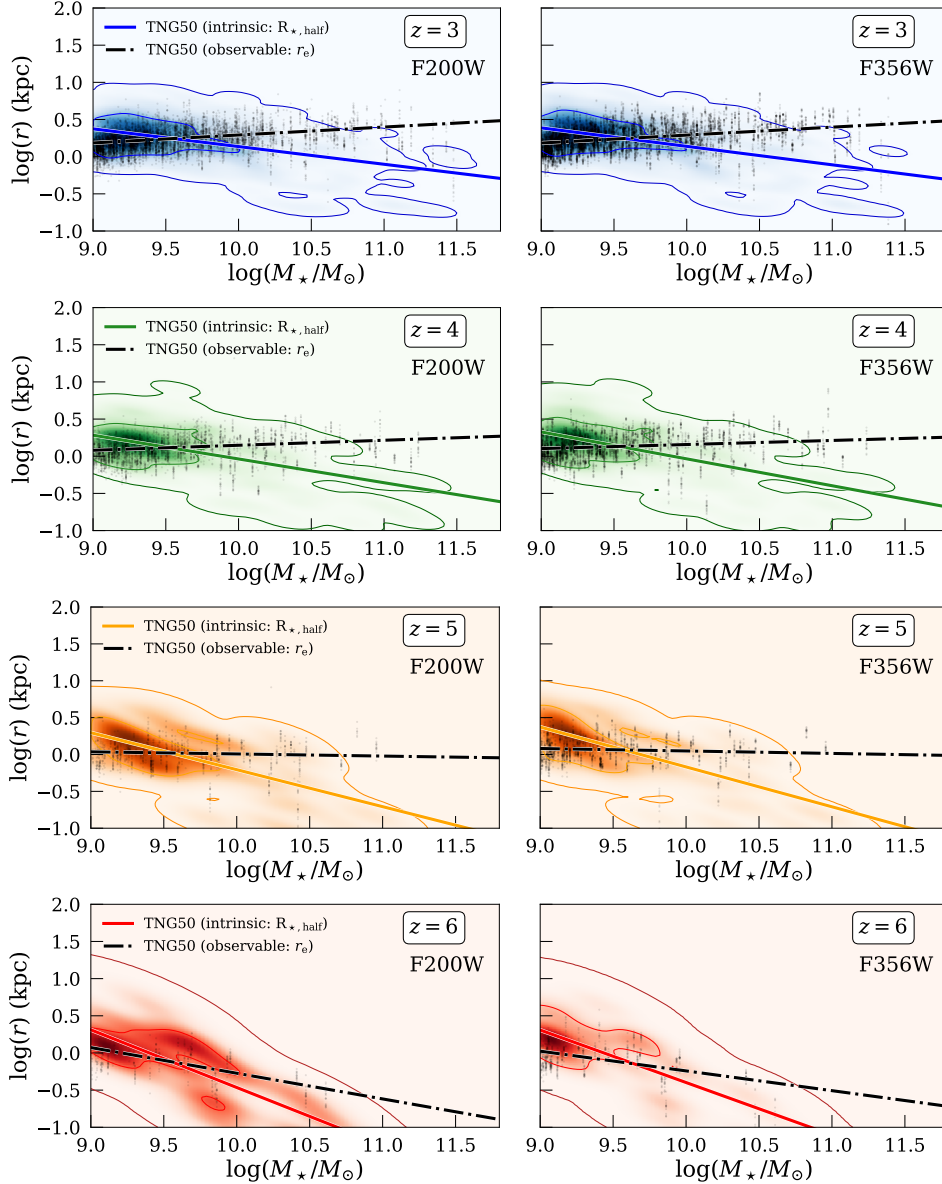 2.0
1.5
1.0
0.5
0.0
−0.5
−1.0
log(r) (kpc)
TNG50 (intrinsic: R⋆,half)
TNG50 (observable: rₑ)
z = 3
F200W
9.0 9.5 10.0 10.5 11.0 11.5
log(M⋆/M⊙)
z = 3
F356W
9.0 9.5 10.0 10.5 11.0 11.5
log(M⋆/M⊙)
2.0
1.5
1.0
0.5
0.0
−0.5
−1.0
log(r) (kpc)
TNG50 (intrinsic: R⋆,half)
TNG50 (observable: rₑ)
z = 4
F200W
9.0 9.5 10.0 10.5 11.0 11.5
log(M⋆/M⊙)
z = 4
F356W
9.0 9.5 10.0 10.5 11.0 11.5
log(M⋆/M⊙)
2.0
1.5
1.0
0.5
0.0
−0.5
−1.0
log(r) (kpc)
TNG50 (intrinsic: R⋆,half)
TNG50 (observable: rₑ)
z = 5
F200W
9.0 9.5 10.0 10.5 11.0 11.5
log(M⋆/M⊙)
z = 5
F356W
9.0 9.5 10.0 10.5 11.0 11.5
log(M⋆/M⊙)
2.0
1.5
1.0
0.5
0.0
−0.5
−1.0
log(r) (kpc)
TNG50 (intrinsic: R⋆,half)
TNG50 (observable: rₑ)
z = 6
F200W
9.0 9.5 10.0 10.5 11.0 11.5
log(M⋆/M⊙)
z = 6
F356W
9.0 9.5 10.0 10.5 11.0 11.5
log(M⋆/M⊙)